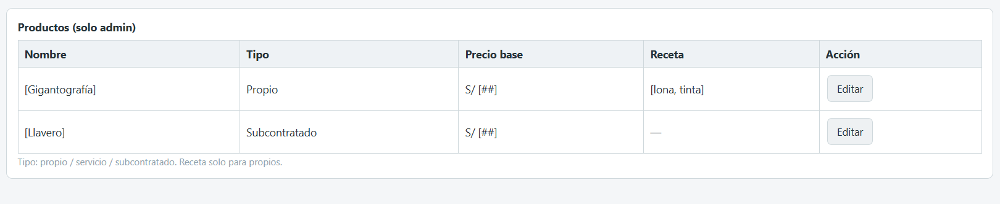 Productos (solo admin)
Nombre Tipo Precio base Receta Acción
[Gigantografía] Propio S/ [##] [lona, tinta] Editar
[Llavero] Subcontratado S/ [##] — Editar
Tipo: propio / servicio / subcontratado. Receta solo para propios.